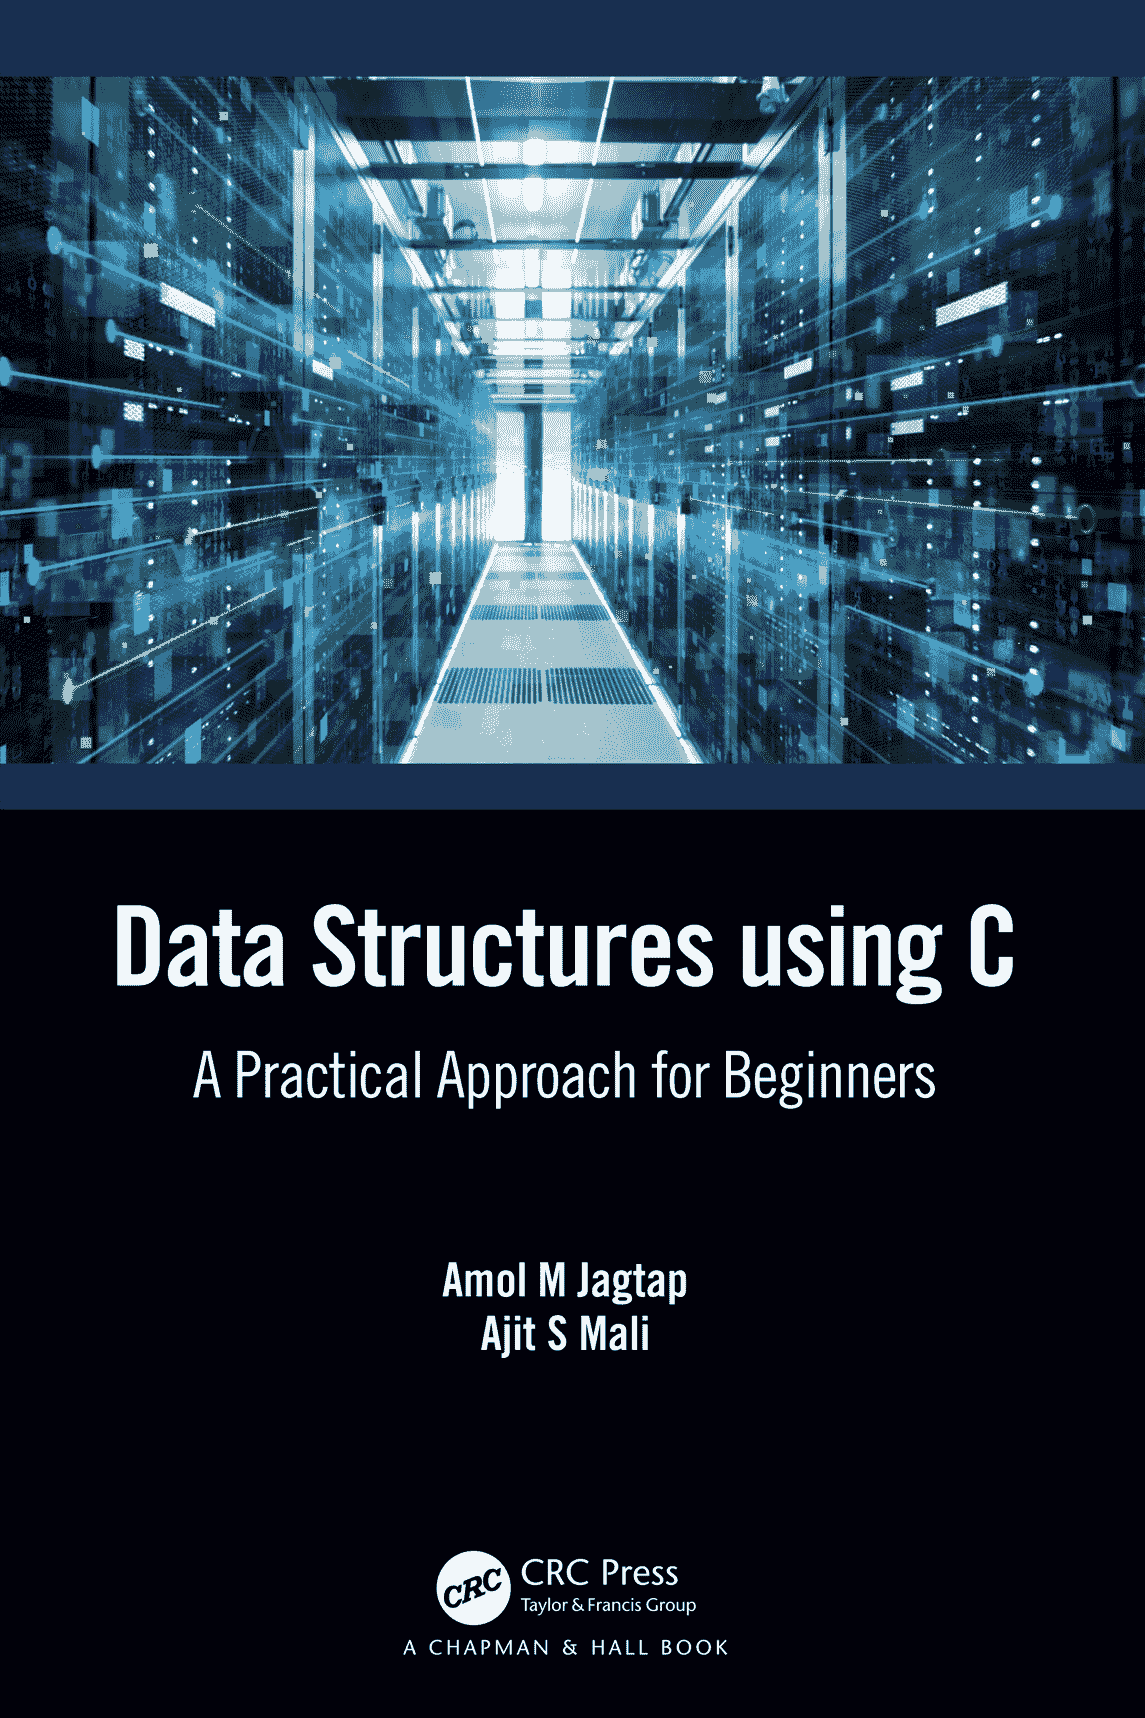 Data Structures using C
A Practical Approach for Beginners
Amol M Jagtap
Ajit S Mali
CRC
CRC Press
Taylor & Francis Group
A CHAPMAN & HALL BOOK